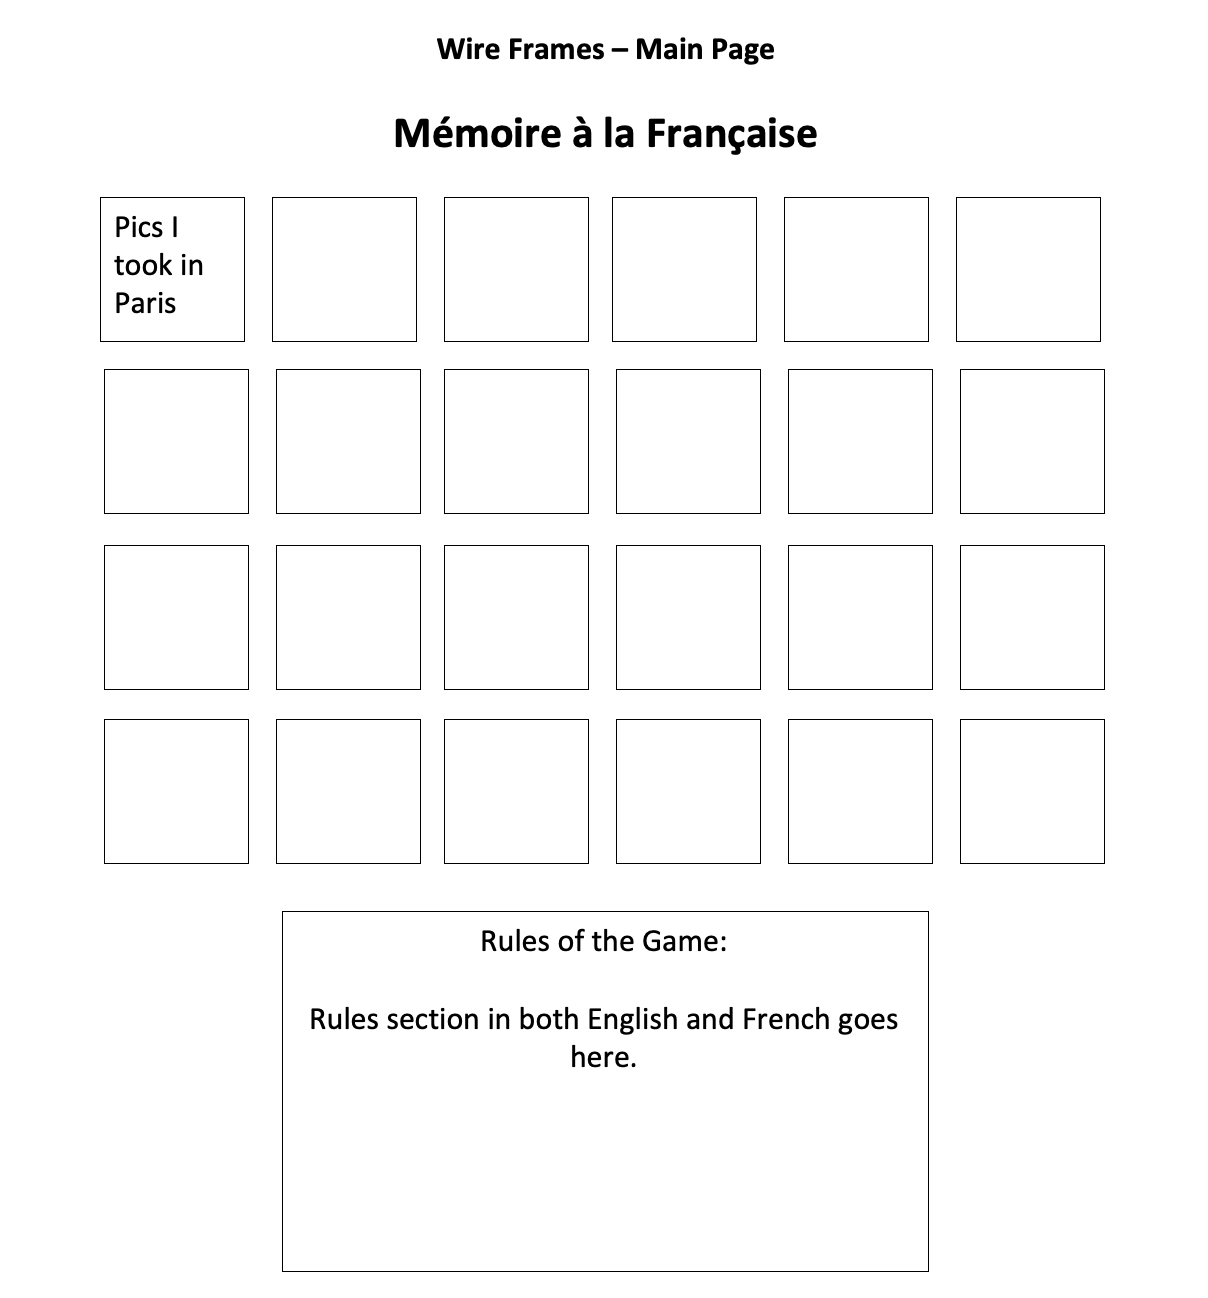 Wire Frames – Main Page
Mémoire à la Française
Pics I
took in
Paris
Rules of the Game:
Rules section in both English and French goes
here.